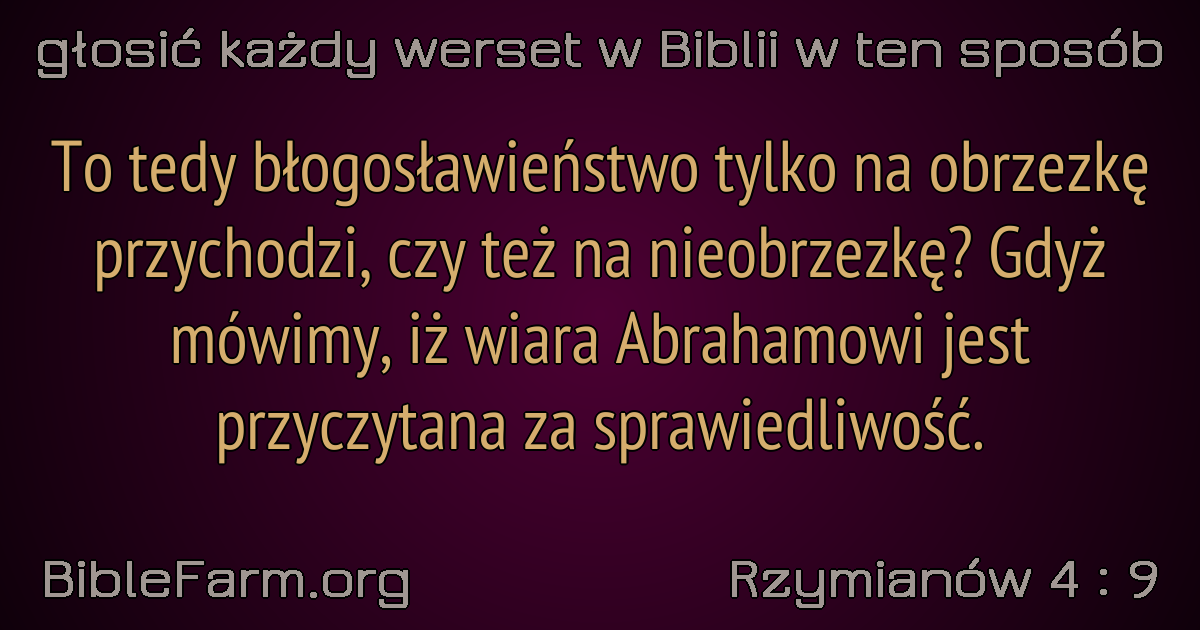 głosić każdy werset w Biblii w ten sposób
To tedy błogosławieństwo tylko na obrzezkę
przychodzi, czy też na nieobrzezkę? Gdyż
mówimy, iż wiara Abrahamowi jest
przyczytana za sprawiedliwość.
BibleFarm.org
Rzymianów 4 : 9